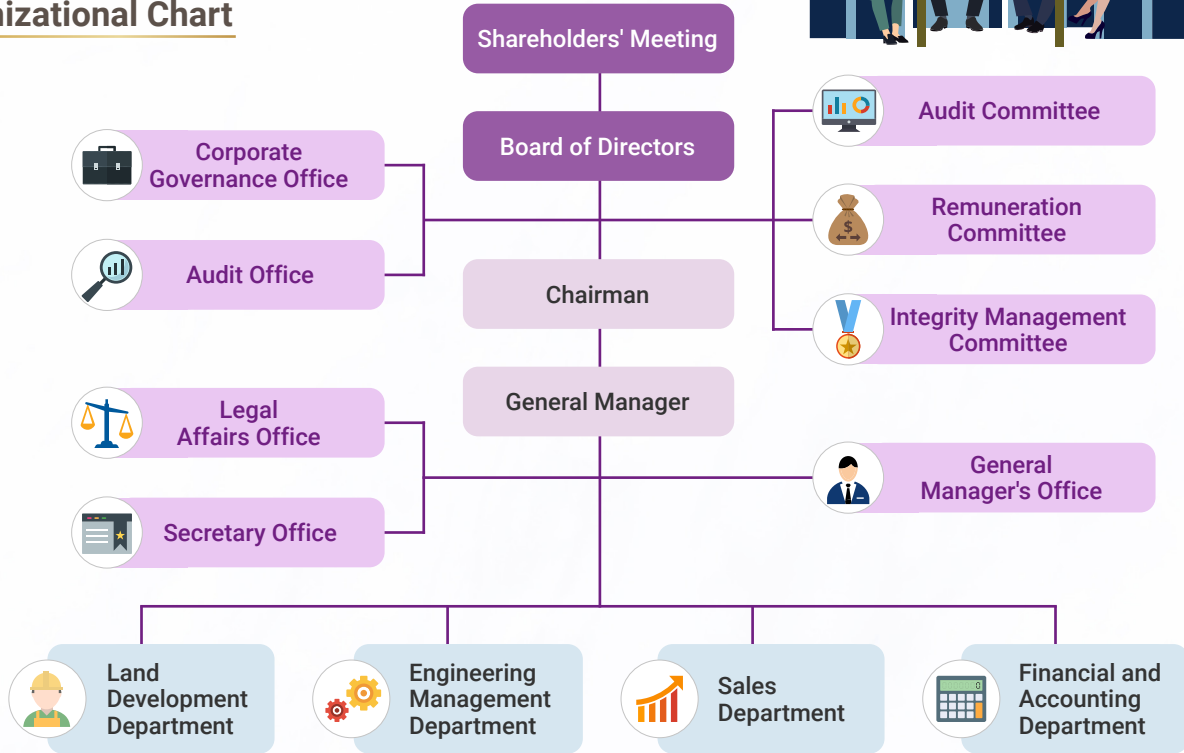 nizational Chart
Shareholders' Meeting
Board of Directors
Corporate
Governance Office
Audit Office
Audit Committee
Remuneration
Committee
Integrity Management
Committee
Chairman
General Manager
Legal
Affairs Office
Secretary Office
General
Manager's Office
Land
Development
Department
Engineering
Management
Department
Sales
Department
Financial and
Accounting
Department
$
0